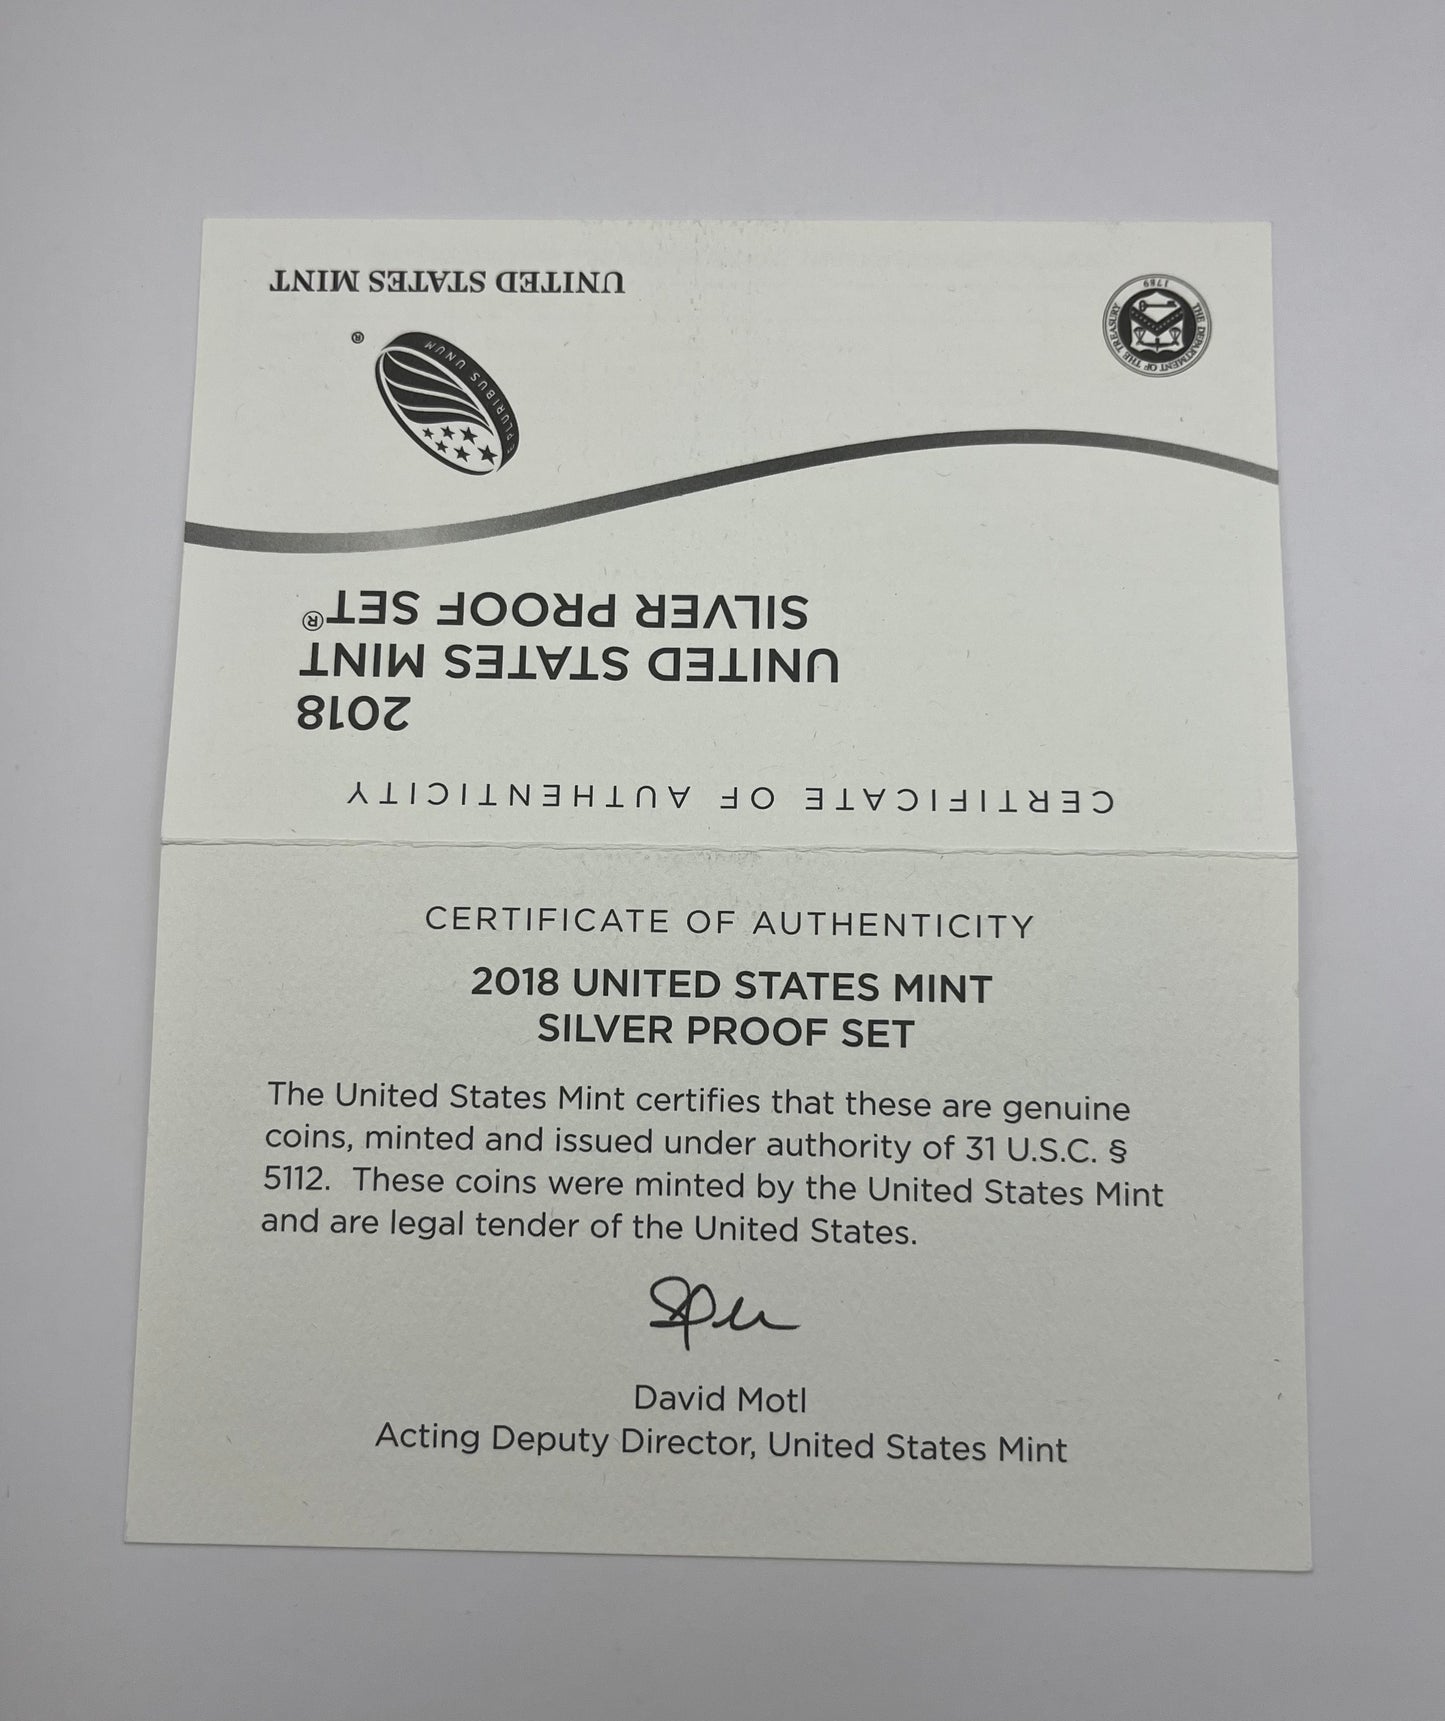 UNITED STATES MINT
®
E PLURIBUS UNUM
THE DEPARTMENT OF THE TREASURY
1789
SILVER PROOF SET®
UNITED STATES MINT
2018
CERTIFICATE OF AUTHENTICITY
CERTIFICATE OF AUTHENTICITY
2018 UNITED STATES MINT
SILVER PROOF SET
The United States Mint certifies that these are genuine
coins, minted and issued under authority of 31 U.S.C. §
5112.  These coins were minted by the United States Mint
and are legal tender of the United States.
David Motl
Acting Deputy Director, United States Mint